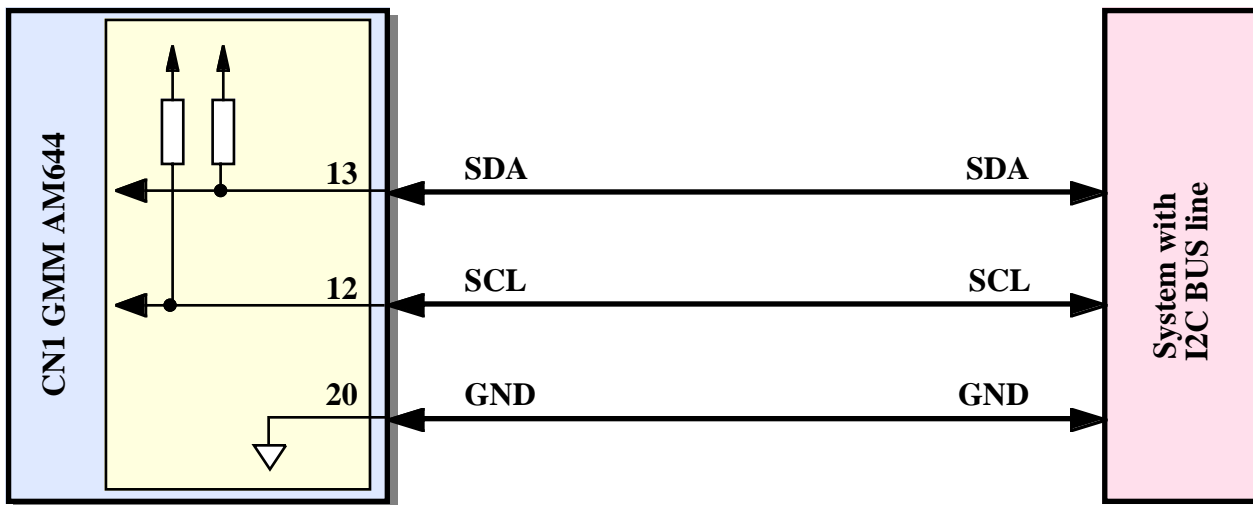 CN1 GMM AM644
13
SDA
SDA
12
SCL
SCL
20
GND
GND
System with
I2C BUS line